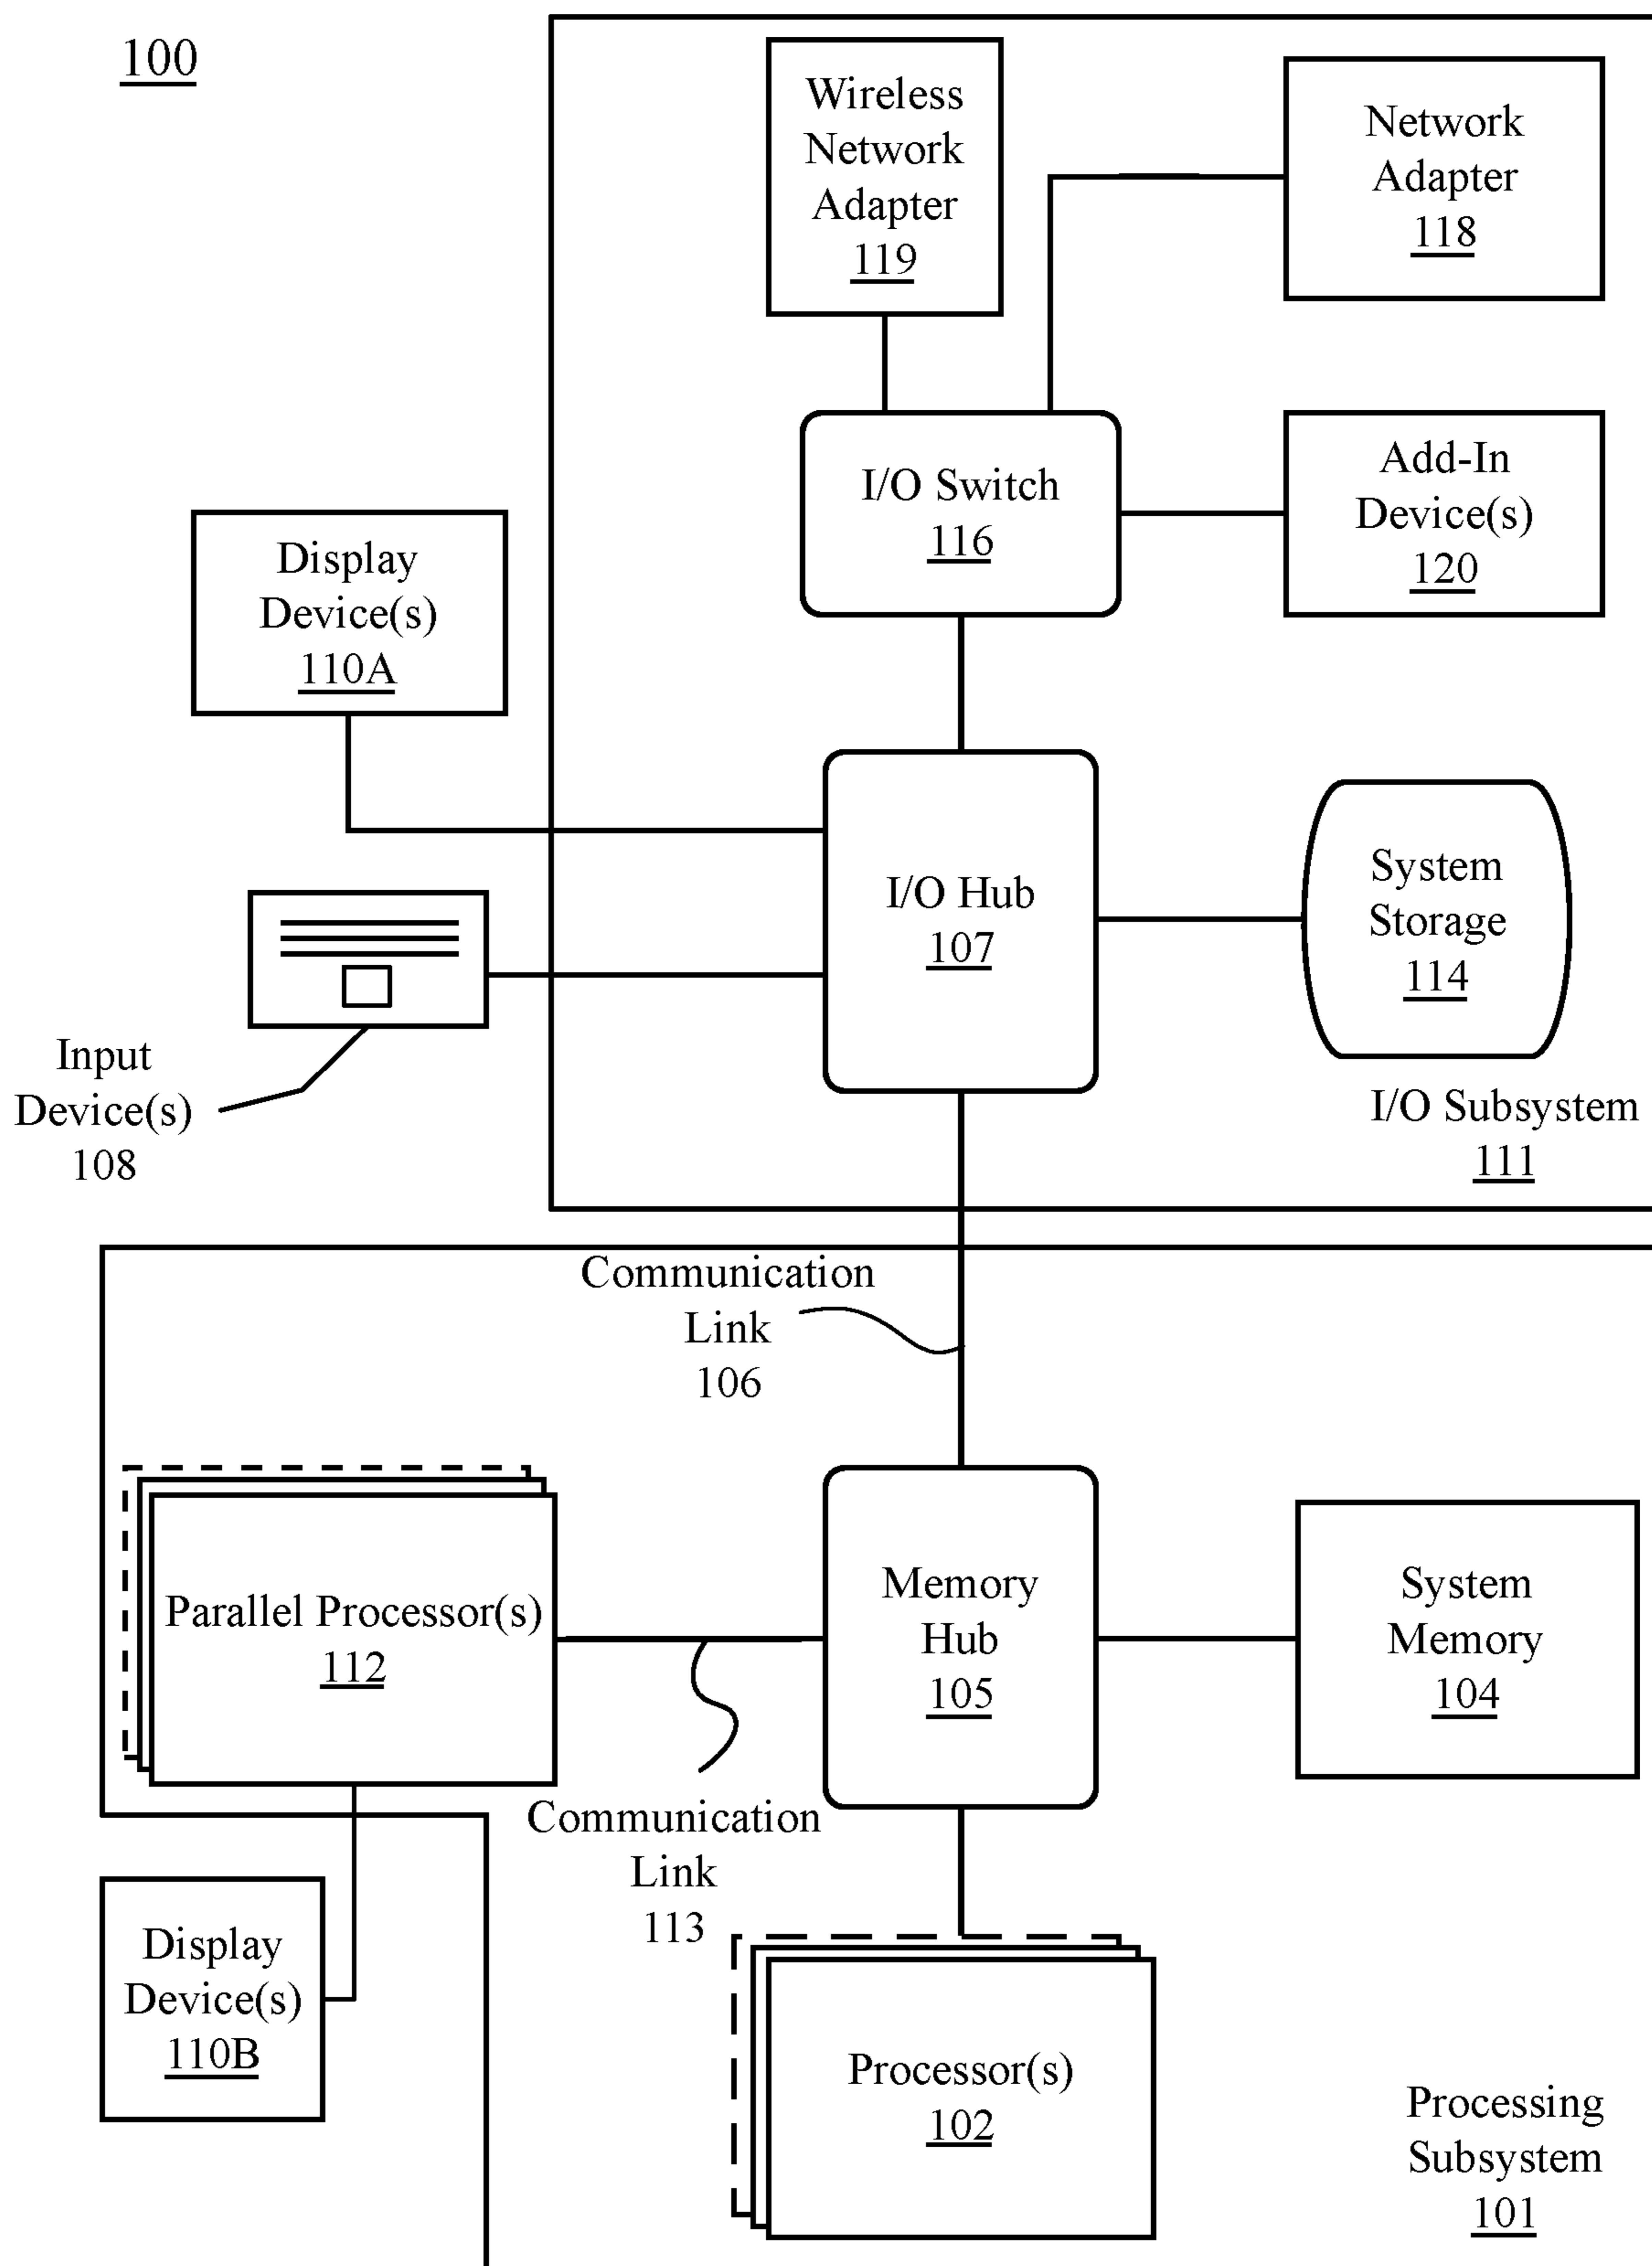 100
Wireless
Network
Adapter
119
Network
Adapter
118
I/O Switch
116
Add-In
Device(s)
120
Display
Device(s)
110A
I/O Hub
107
System
Storage
114
Input
Device(s)
108
I/O Subsystem
111
Communication
Link
106
Parallel Processor(s)
112
Memory
Hub
105
System
Memory
104
Communication
Link
113
Display
Device(s)
110B
Processor(s)
102
Processing
Subsystem
101